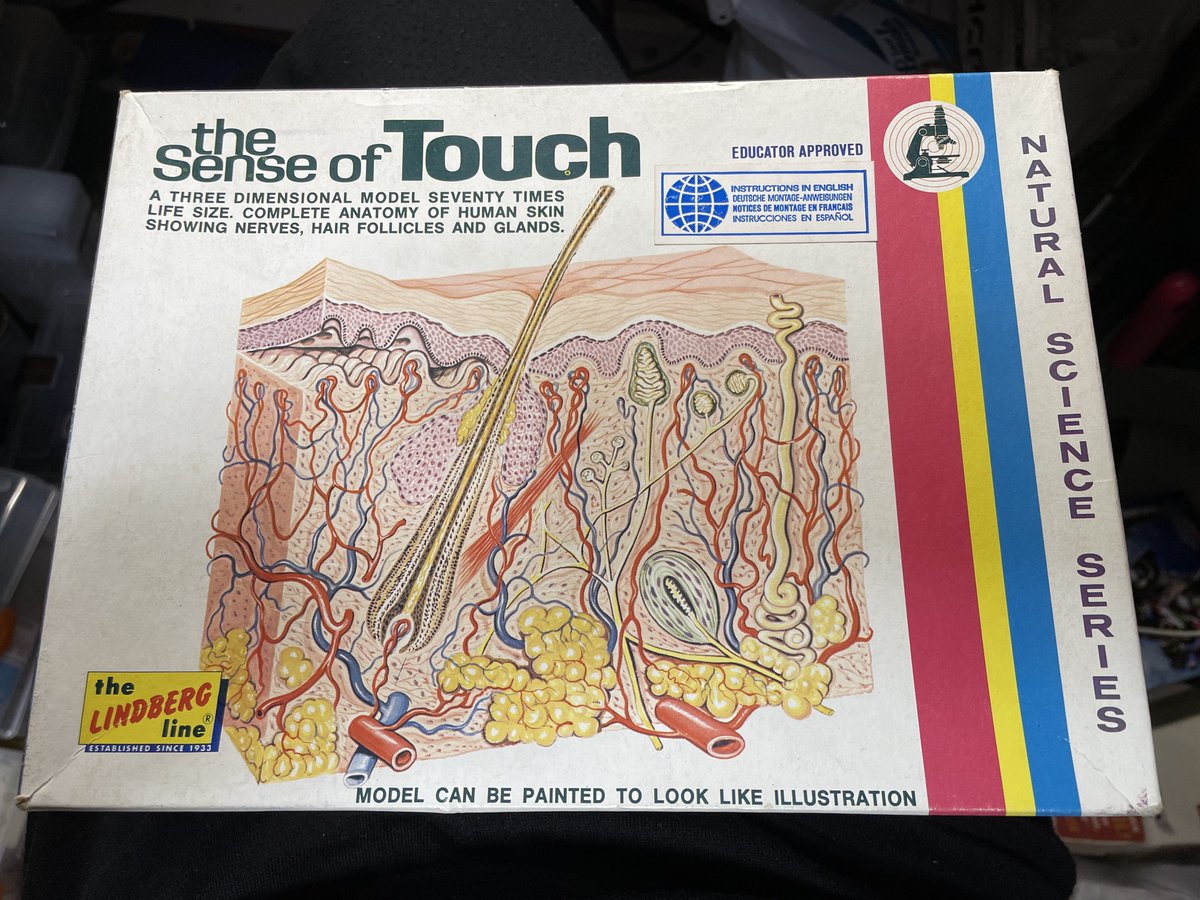 the
Sense of Touch
A THREE DIMENSIONAL MODEL SEVENTY TIMES
LIFE SIZE. COMPLETE ANATOMY OF HUMAN SKIN
SHOWING NERVES, HAIR FOLLICLES AND GLANDS.
EDUCATOR APPROVED
INSTRUCTIONS IN ENGLISH
DEUTSCHE MONTAGE-ANWEISUNGEN
NOTICES DE MONTAGE EN FRANCAIS
INSTRUCCIONES EN ESPAÑOL
NATURAL SCIENCE SERIES
the
LINDBERG
line®
ESTABLISHED SINCE 1933
MODEL CAN BE PAINTED TO LOOK LIKE ILLUSTRATION